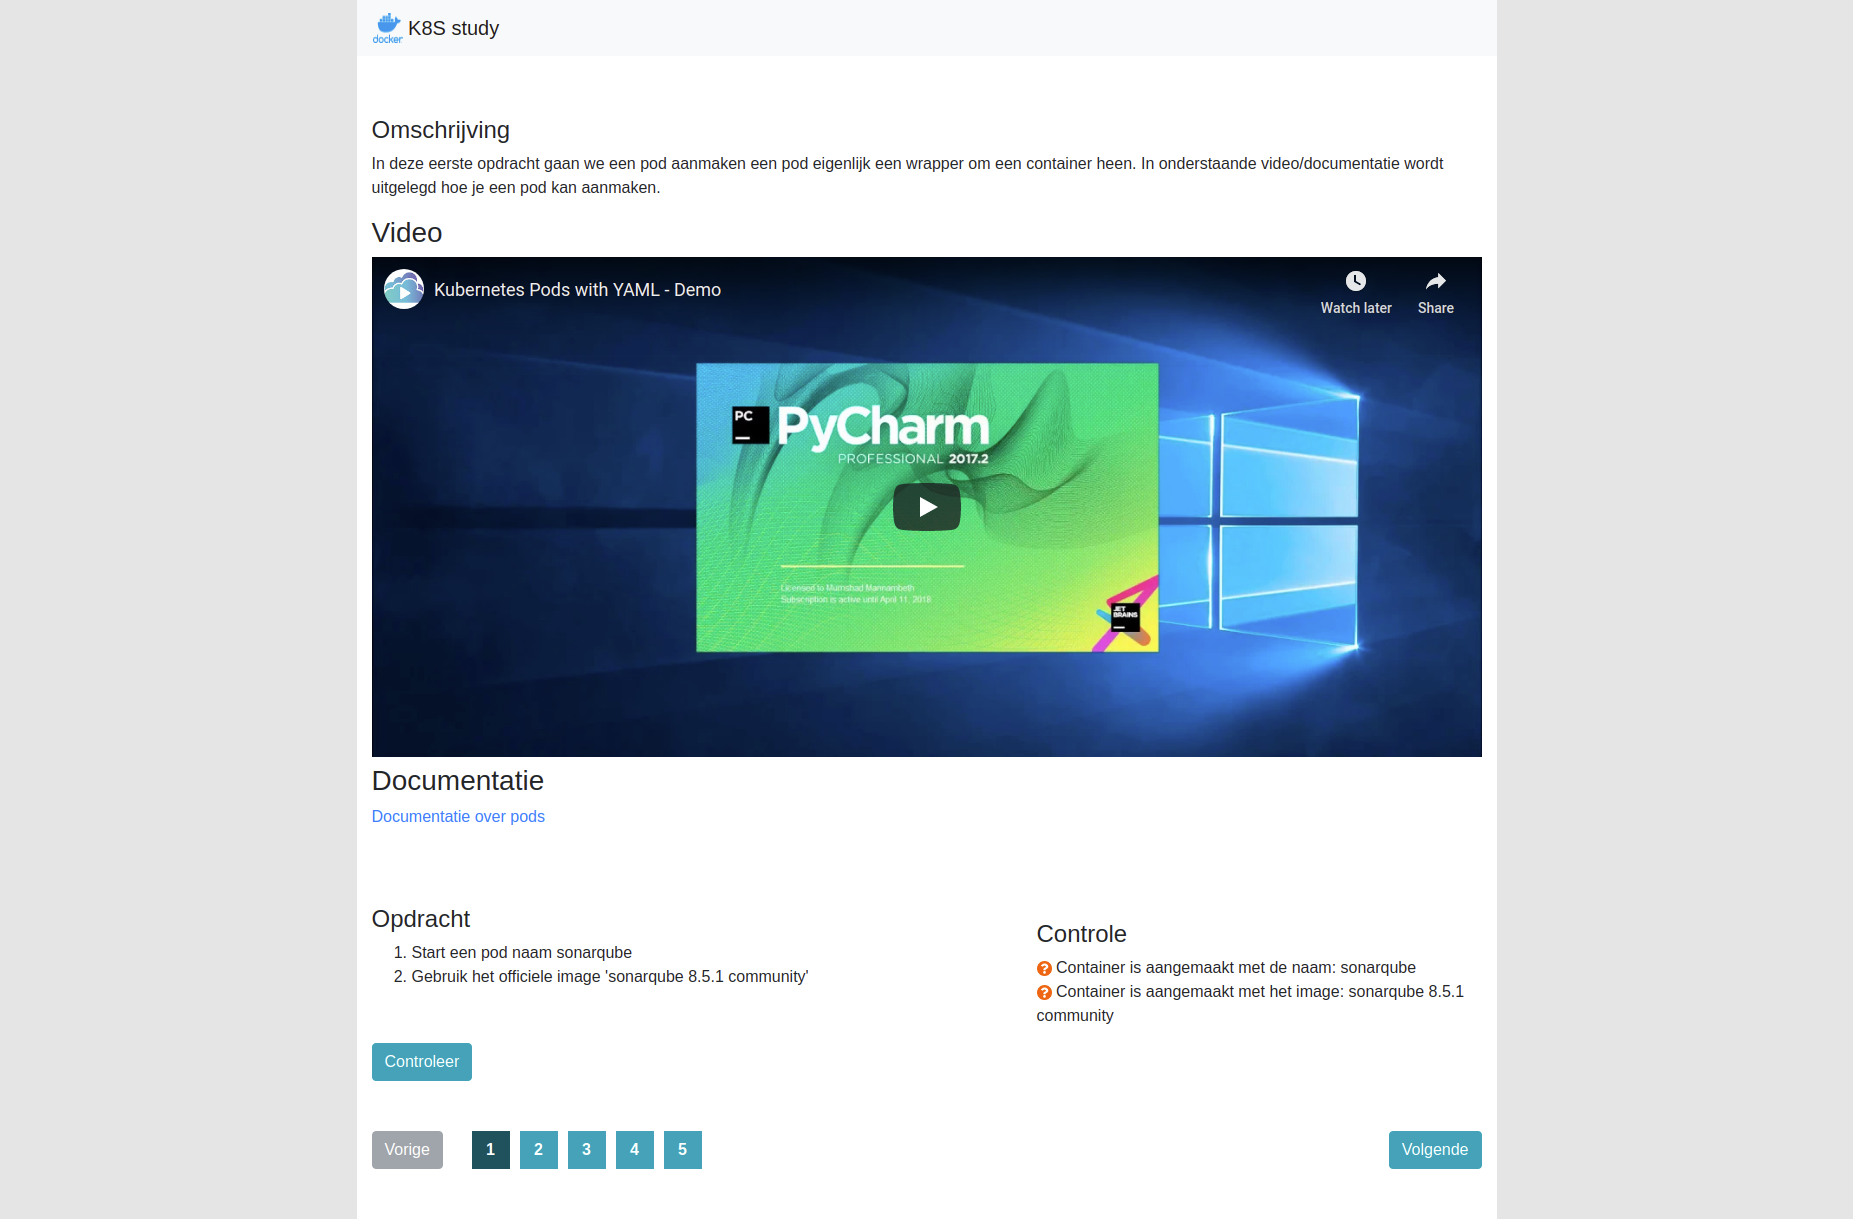 docker K8S study
Omschrijving
In deze eerste opdracht gaan we een pod aanmaken een pod eigenlijk een wrapper om een container heen. In onderstaande video/documentatie wordt
uitgelegd hoe je een pod kan aanmaken.
Video
Kubernetes Pods with YAML - Demo
Watch later
Share
PC
PyCharm
PROFESSIONAL 2017.2
Licensed to Mumshad Mannambeth
Subscription is active until April 11, 2018
JET
BRAINS
Documentatie
Documentatie over pods
Opdracht
1. Start een pod naam sonarqube
2. Gebruik het officiele image 'sonarqube 8.5.1 community'
Controle
Container is aangemaakt met de naam: sonarqube
Container is aangemaakt met het image: sonarqube 8.5.1
community
Controleer
Vorige 1 2 3 4 5 Volgende